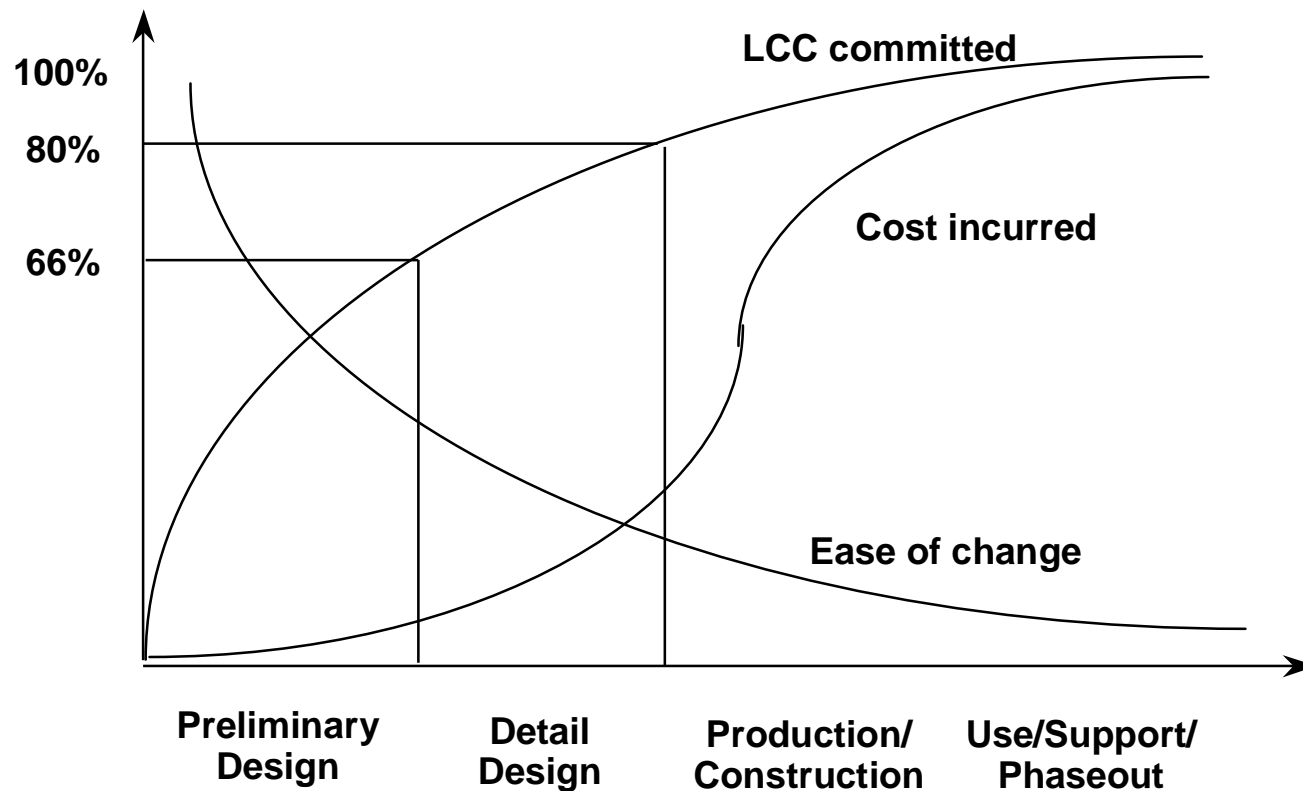 LCC committed
100%
80%
Cost incurred
66%
Ease of change
Preliminary
Design
Detail
Design
Production/
Construction
Use/Support/
Phaseout